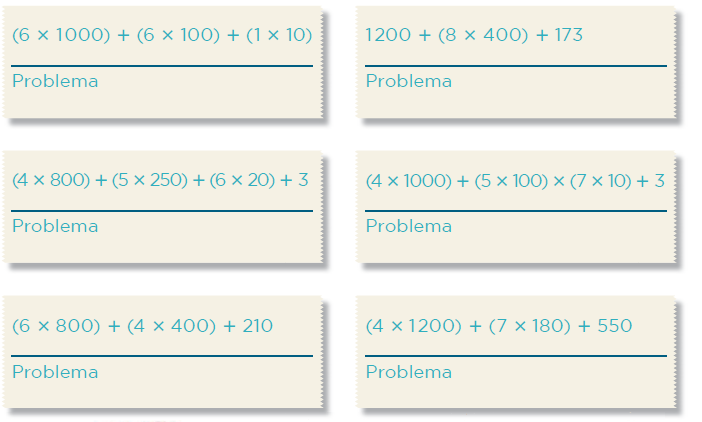 (6 × 1000) + (6 × 100) + (1 × 10)
Problema
1200 + (8 × 400) + 173
Problema
(4 × 800) + (5 × 250) + (6 × 20) + 3
Problema
(4 × 1000) + (5 × 100) × (7 × 10) + 3
Problema
(6 × 800) + (4 × 400) + 210
Problema
(4 × 1200) + (7 × 180) + 550
Problema